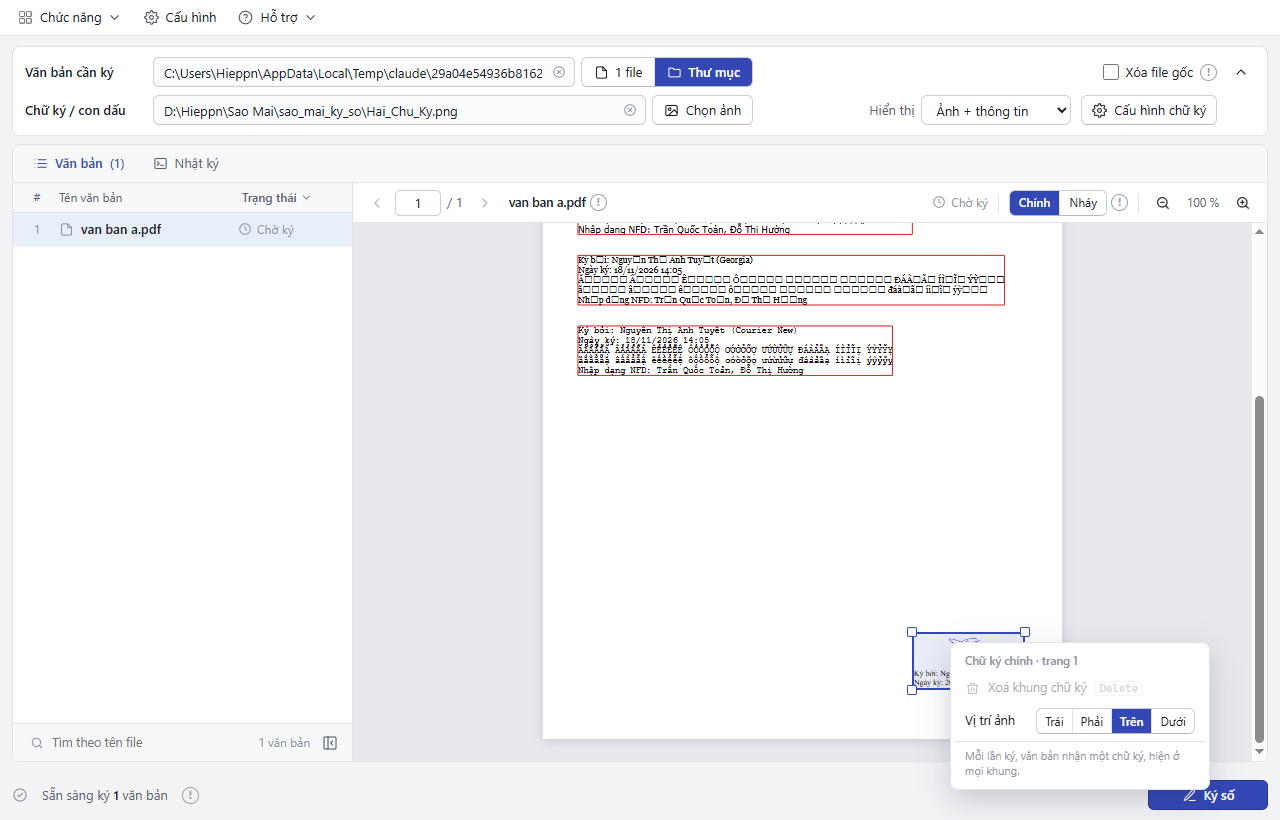 Chức năng
Cấu hình
Hỗ trợ
Văn bản cần ký
C:\Users\Hieppn\AppData\Local\Temp\claude\29a04e54936b8162
1 file
Thư mục
Xóa file gốc
Chữ ký / con dấu
D:\Hieppn\Sao Mai\sao_mai_ky_so\Hai_Chu_Ky.png
Chọn ảnh
Hiển thị
Ảnh + thông tin
Cấu hình chữ ký
Văn bản (1)
Nhật ký
# Tên văn bản Trạng thái
1 van ban a.pdf Chờ ký
1 / 1
van ban a.pdf
Chờ ký
Chính
Nháy
100 %
Nhập dạng NFD: Trần Quốc Toản, Đỗ Thị Hường
(Georgia)
Ngày ký: 18/11/2026 14:05
Ký bởi: Nguyễn Thị Ánh Tuyết (Courier New)
Ngày ký: 18/11/2026 14:05
Nhập dạng NFD: Trần Quốc Toản, Đỗ Thị Hường
Ký bởi:
Ngày ký:
Chữ ký chính · trang 1
Xoá khung chữ ký Delete
Vị trí ảnh
Trái
Phải
Trên
Dưới
Mỗi lần ký, văn bản nhận một chữ ký, hiện ở
mọi khung.
Tìm theo tên file
1 văn bản
Sẵn sàng ký 1 văn bản
Ký số